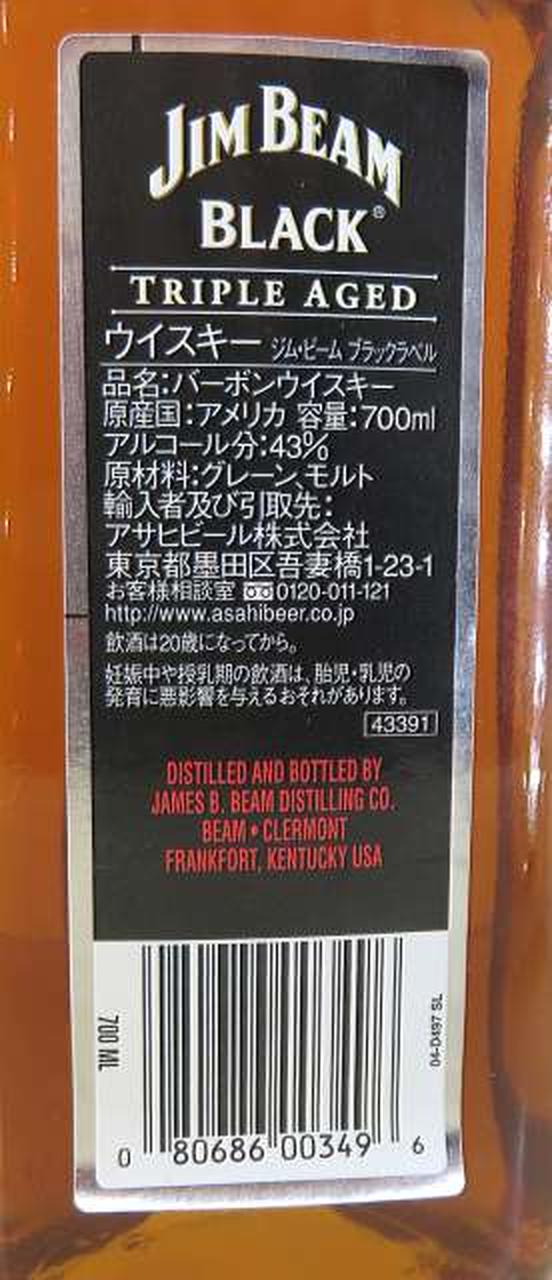 JIM BEAM
BLACK®
TRIPLE AGED
ウイスキー ジム・ビーム ブラックラベル
品名:バーボンウイスキー
原産国:アメリカ 容量:700ml
アルコール分:43%
原材料:グレーン、モルト
輸入者及び引取先:
アサヒビール株式会社
東京都墨田区吾妻橋1-23-1
お客様相談室 0120-011-121
http://www.asahibeer.co.jp
飲酒は20歳になってから。
妊娠中や授乳期の飲酒は、胎児・乳児の
発育に悪影響を与えるおそれがあります。
43391
DISTILLED AND BOTTLED BY
JAMES B. BEAM DISTILLING CO.
BEAM • CLERMONT
FRANKFORT, KENTUCKY USA
700 ML
04-D497 SL
0 80686 00349 6